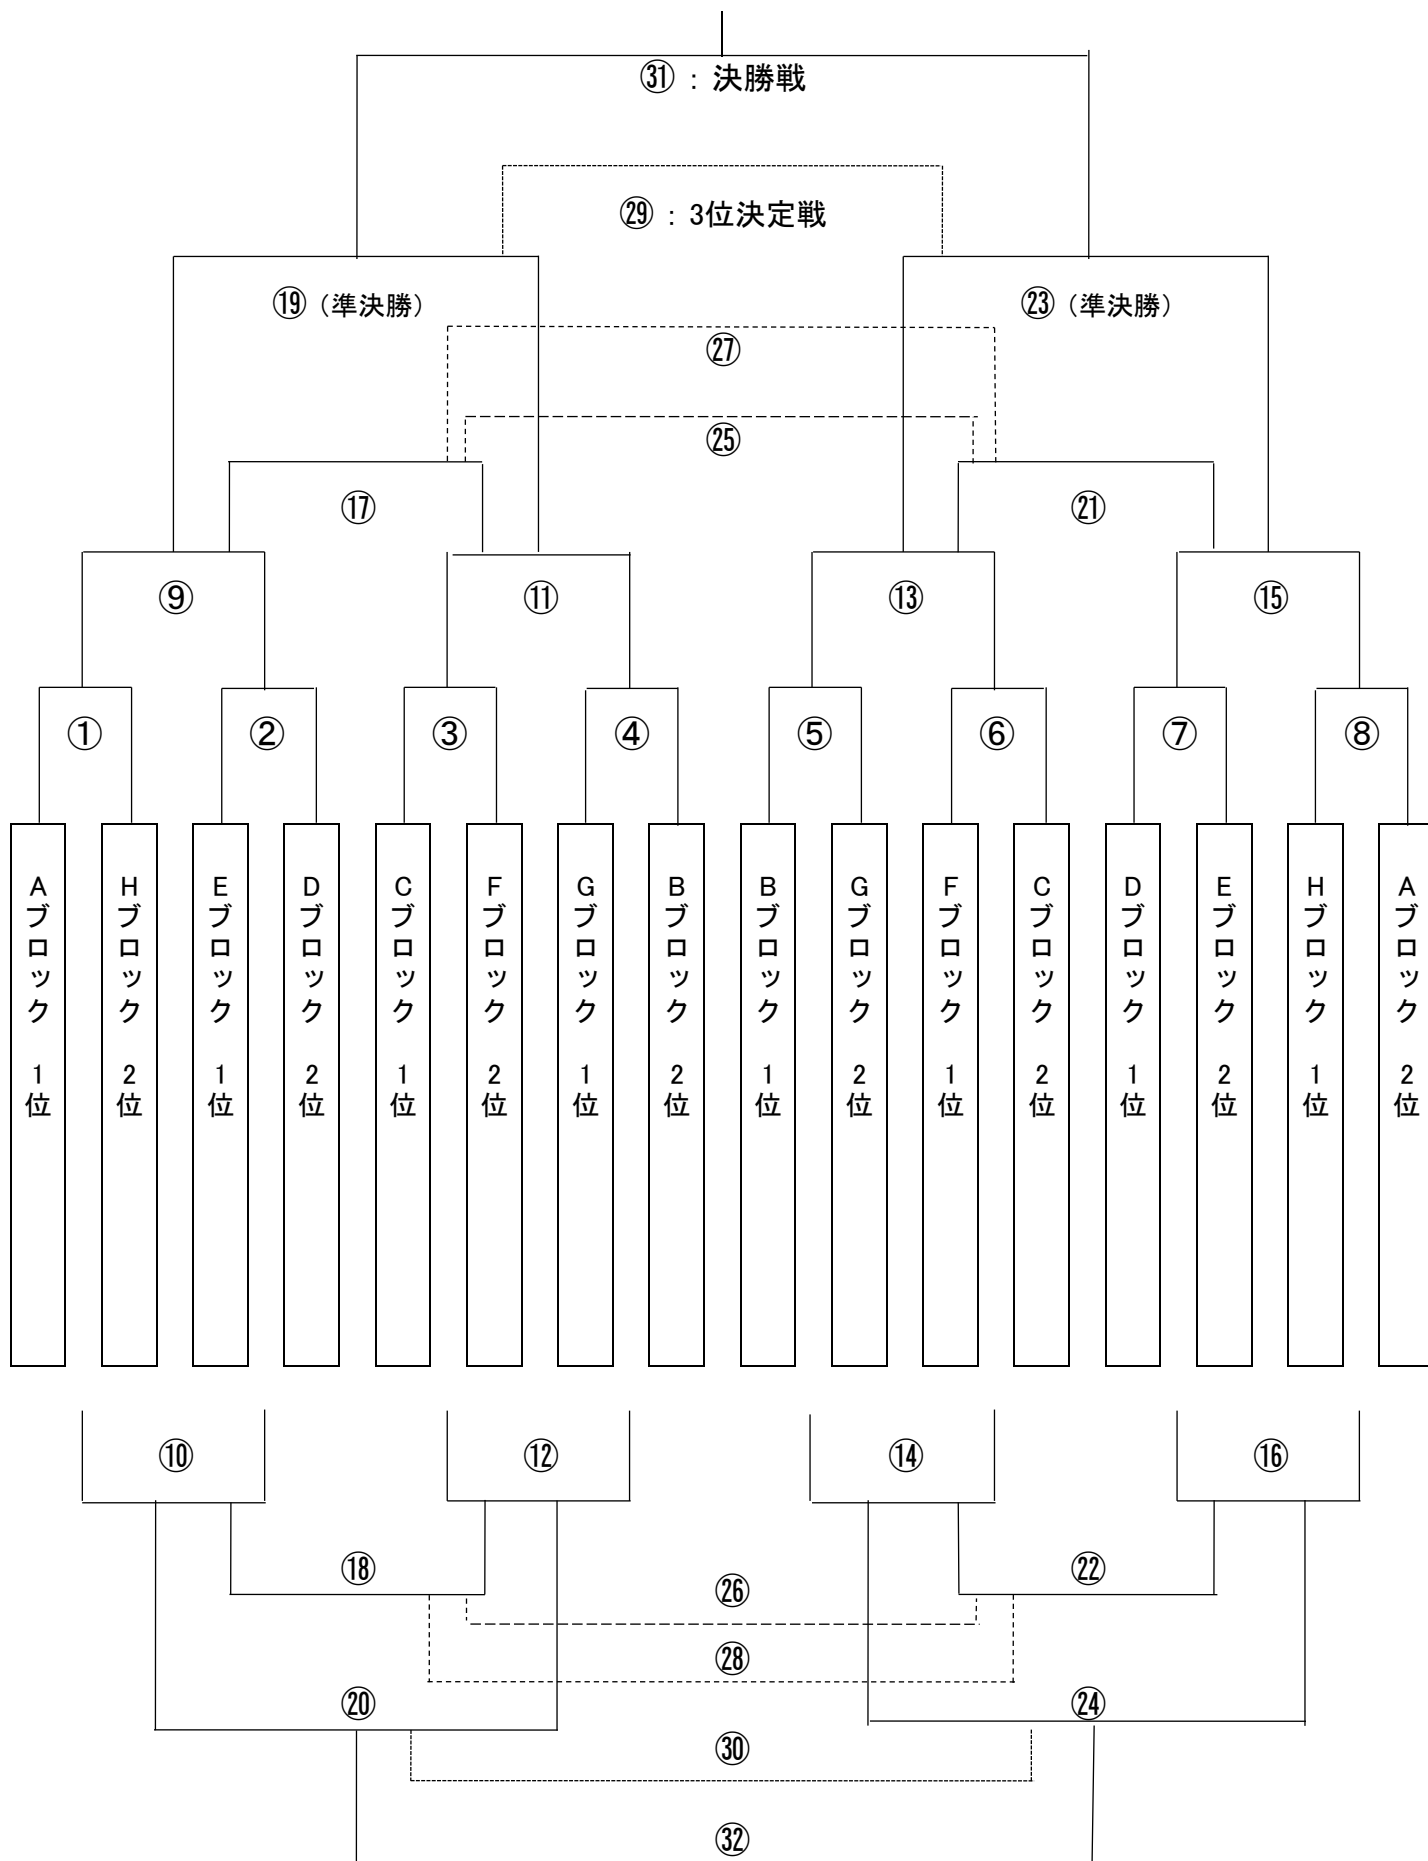 ㉛：決勝戦
㉙：3位決定戦
⑲（準決勝）
㉓（準決勝）
㉗
㉕
⑰
㉑
⑨
⑪
⑬
⑮
①
②
③
④
⑤
⑥
⑦
⑧
Aブロック 1位
Hブロック 2位
Eブロック 1位
Dブロック 2位
Cブロック 1位
Fブロック 2位
Gブロック 1位
Bブロック 2位
Bブロック 1位
Gブロック 2位
Fブロック 1位
Cブロック 2位
Dブロック 1位
Eブロック 2位
Hブロック 1位
Aブロック 2位
⑩
⑫
⑭
⑯
⑱
㉒
㉖
㉘
⑳
㉔
㉚
㉜